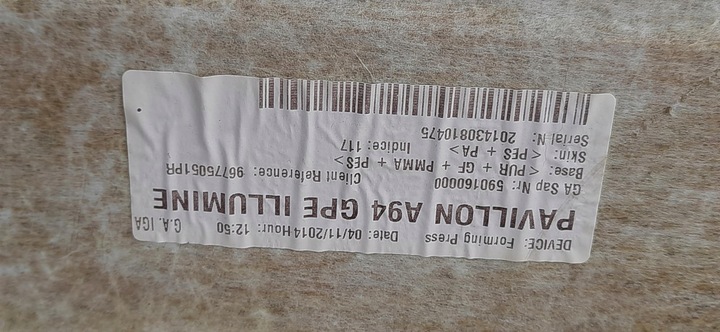 DEVICE: Forming Press Date: 04/11/2014 Hour: 12:50 G.A. IGA
PAVILLON A94 GPE ILLUMINE
GA Sap Nr: 590160000 Client Reference: 96775051PR
Base: < PUR + GF + PMMA + PES>
Skin: < PES + PA> Indice: 117
Serial N: 201430810475